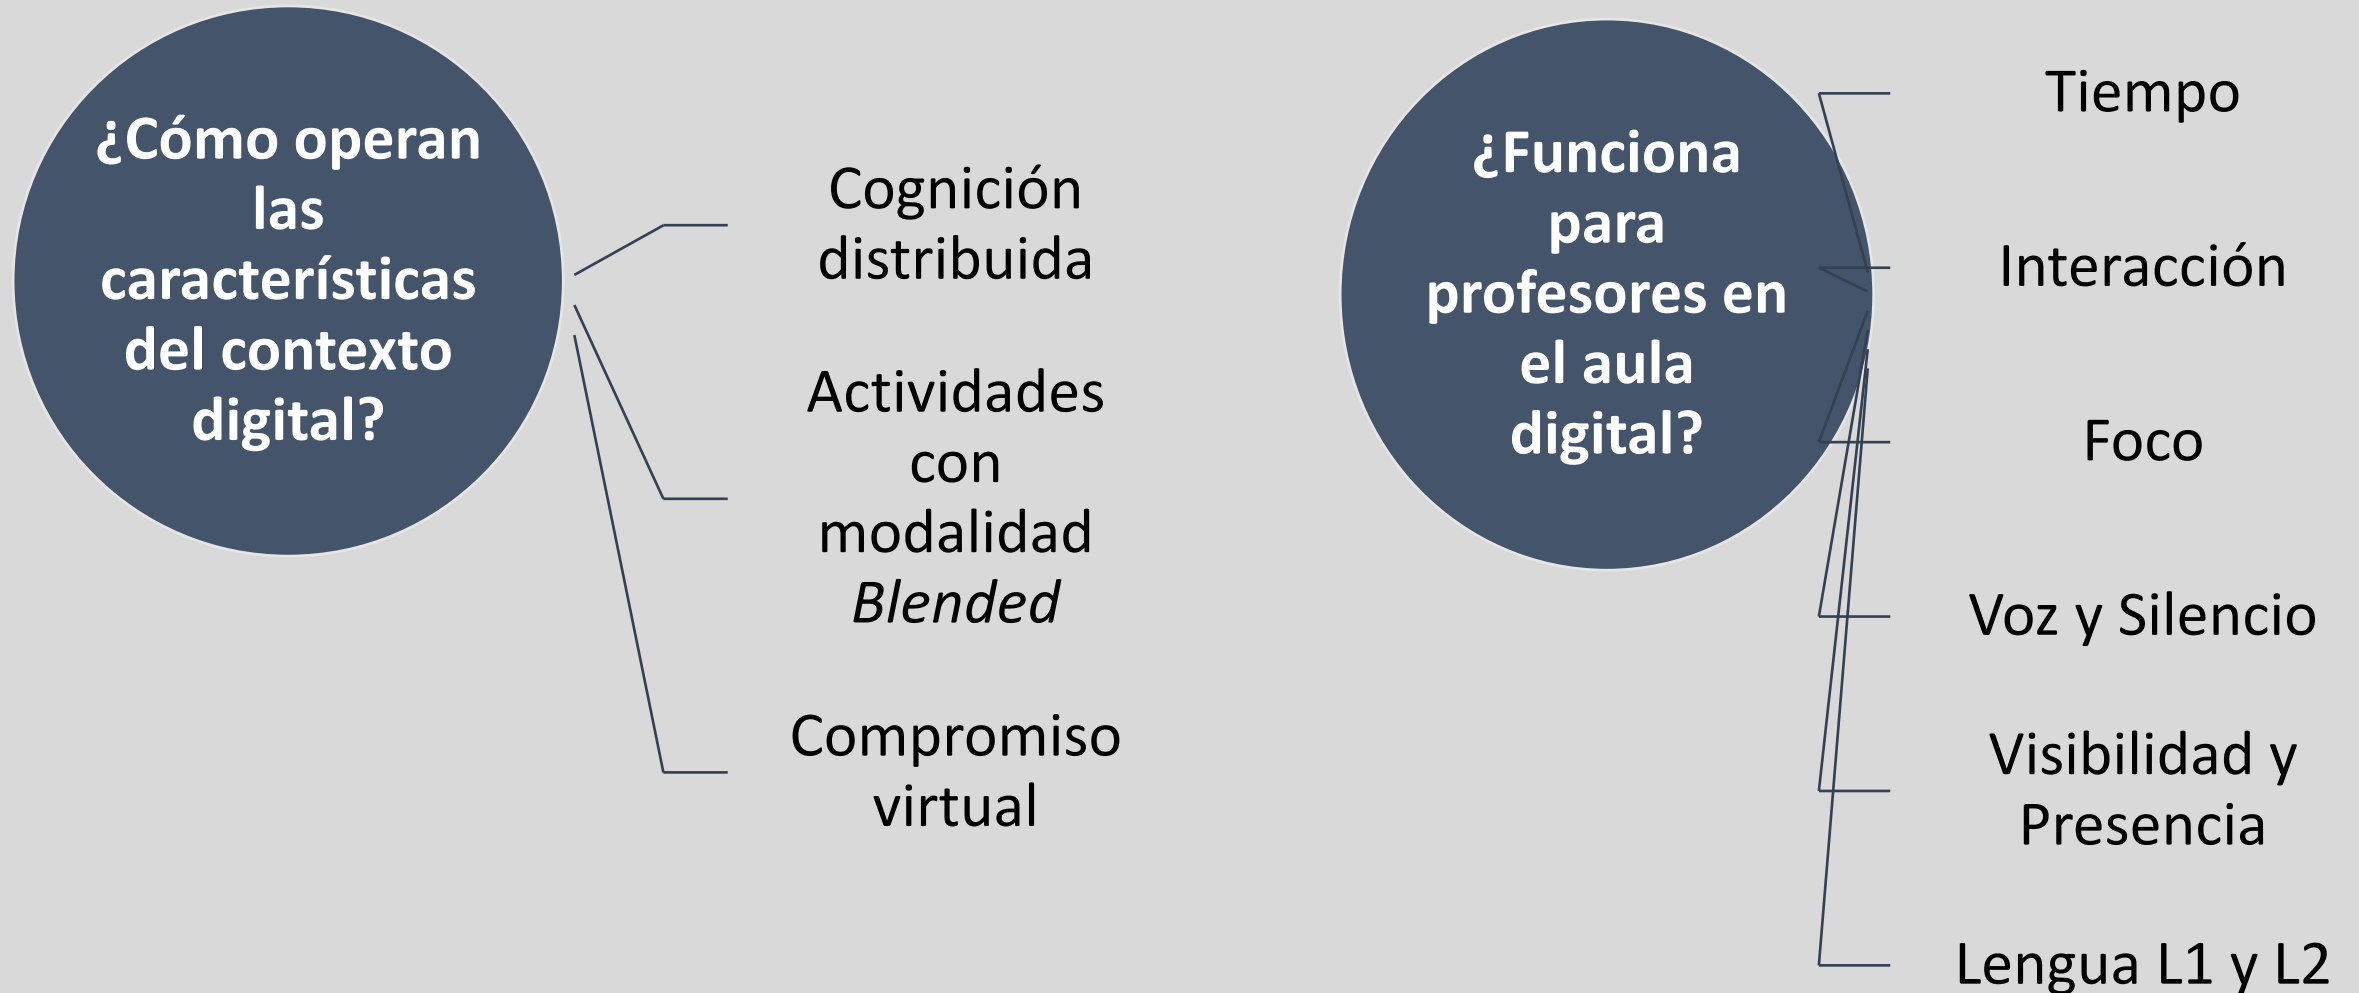 ¿Cómo operan
las
características
del contexto
digital?
Cognición
distribuida
Actividades
con
modalidad
Blended
Compromiso
virtual
¿Funciona
para
profesores en
el aula
digital?
Tiempo
Interacción
Foco
Voz y Silencio
Visibilidad y
Presencia
Lengua L1 y L2